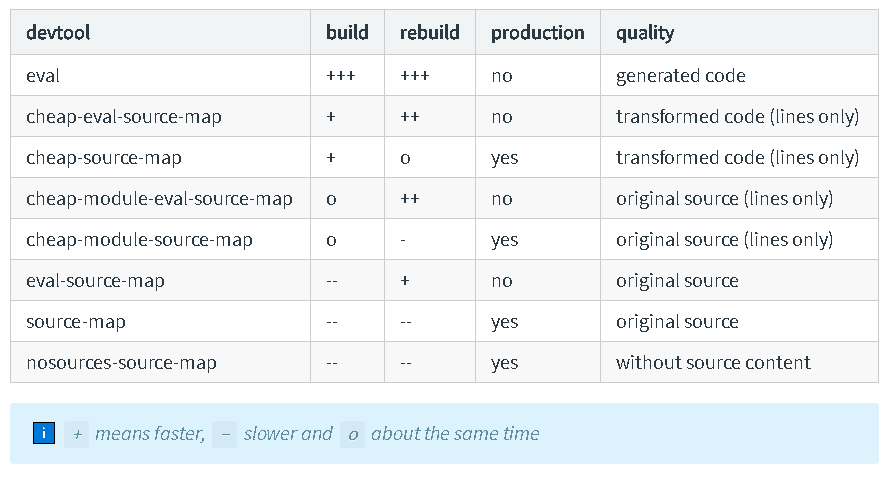 devtool build rebuild production quality
eval +++ +++ no generated code
cheap-eval-source-map + ++ no transformed code (lines only)
cheap-source-map + o yes transformed code (lines only)
cheap-module-eval-source-map o ++ no original source (lines only)
cheap-module-source-map o - yes original source (lines only)
eval-source-map -- + no original source
source-map -- -- yes original source
nosources-source-map -- -- yes without source content
i + means faster, - slower and o about the same time